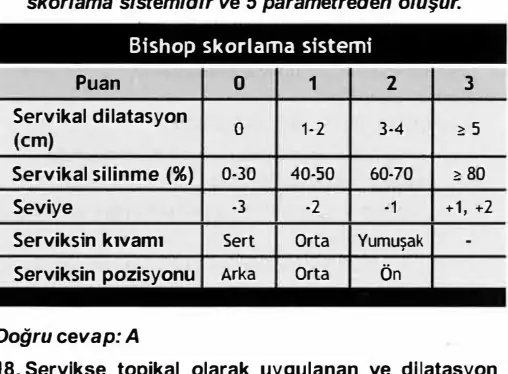 skorlama sistemidir ve 5 parametreden oluşur.
Bishop skorlama sistemi
Puan 0 1 2 3
Servikal dilatasyon (cm) 0 1-2 3-4 ≥ 5
Servikal silinme (%) 0-30 40-50 60-70 ≥ 80
Seviye -3 -2 -1 +1, +2
Serviksin kıvamı Sert Orta Yumuşak -
Serviksin pozisyonu Arka Orta Ön
Doğru cevap: A
18. Servikse topikal olarak uygulanan ve dilatasyon